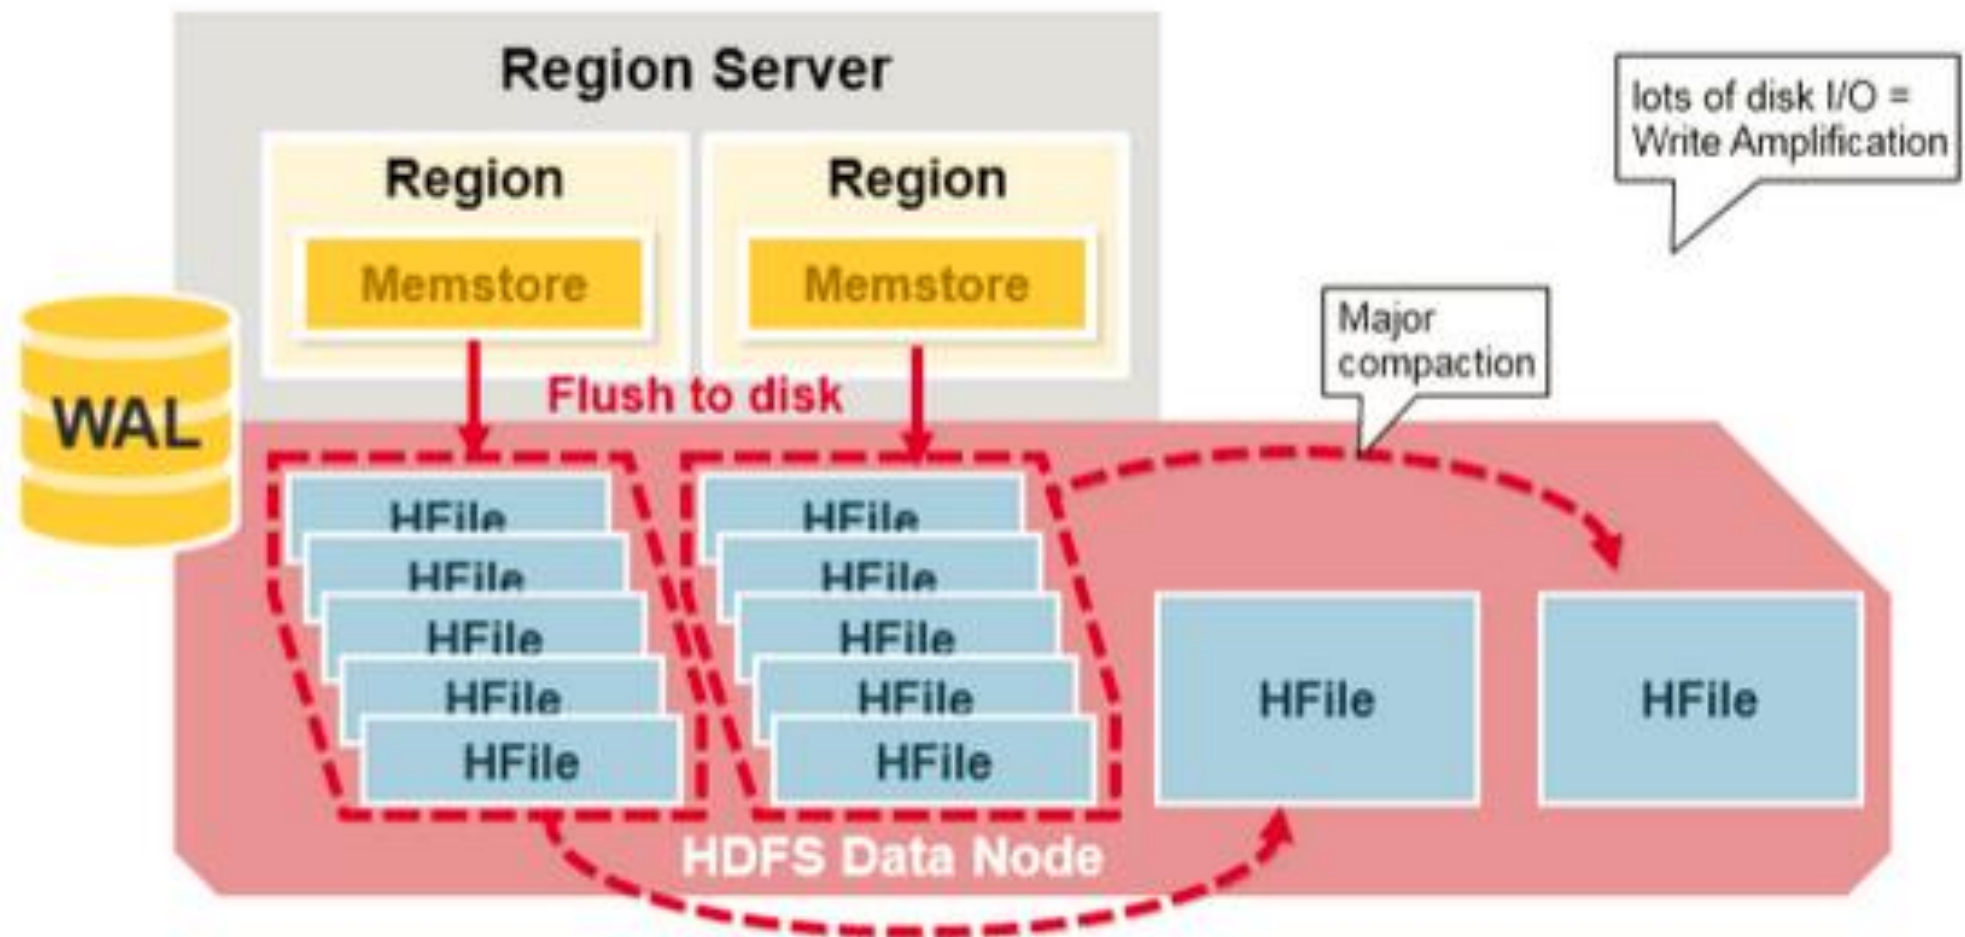 Region Server
lots of disk I/O =
Write Amplification
Region
Region
Memstore
Memstore
Major
compaction
Flush to disk
WAL
HFile
HFile
HFile
HFile
HFile
HFile
HFile
HFile
HFile
HFile
HFile
HFile
HDFS Data Node